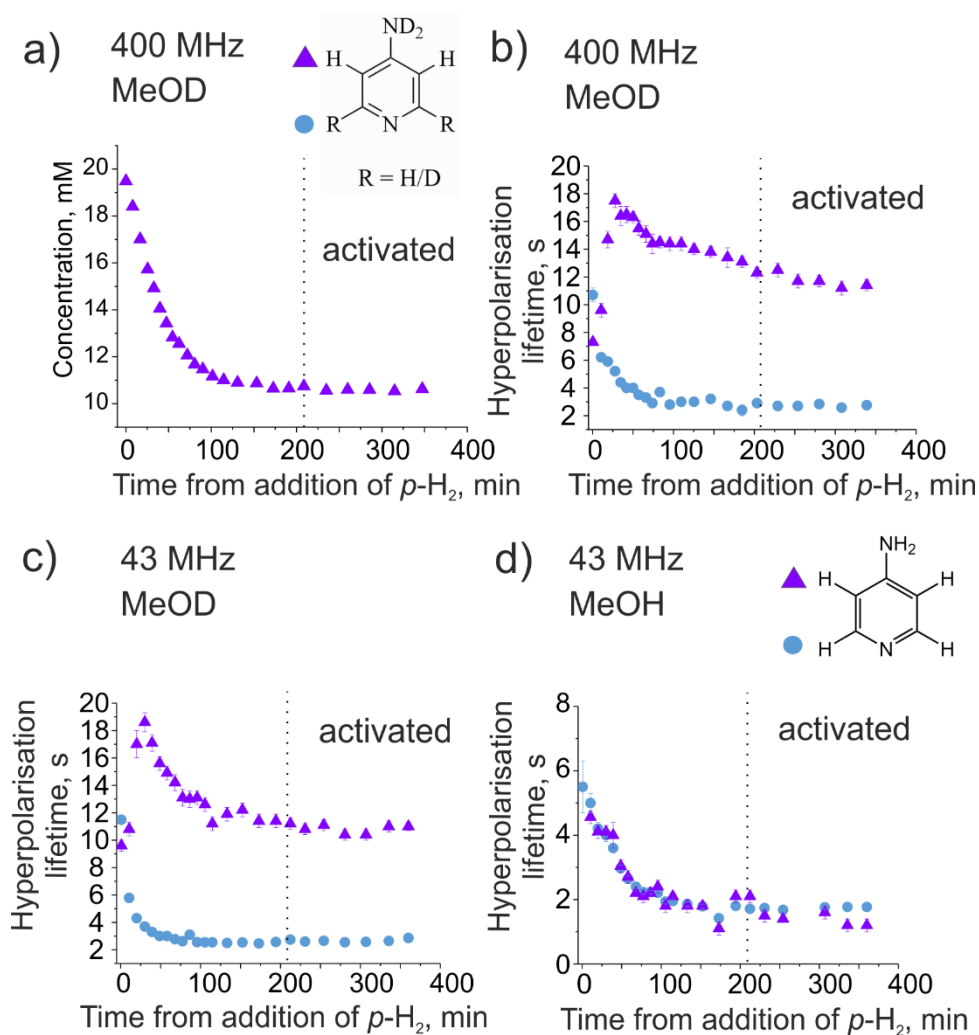 a) 400 MHz
MeOD
ND₂
H H
R N R
R = H/D
activated
Concentration, mM
20
18
16
14
12
10
0 100 200 300 400
Time from addition of p-H₂, min
b) 400 MHz
MeOD
activated
Hyperpolarisation
lifetime, s
20
18
16
14
12
10
8
6
4
2
0 100 200 300 400
Time from addition of p-H₂, min
c) 43 MHz
MeOD
activated
Hyperpolarisation
lifetime, s
20
18
16
14
12
10
8
6
4
2
0 100 200 300 400
Time from addition of p-H₂, min
d) 43 MHz
MeOH
NH₂
H H
H N H
activated
Hyperpolarisation
lifetime, s
8
6
4
2
0
0 100 200 300 400
Time from addition of p-H₂, min